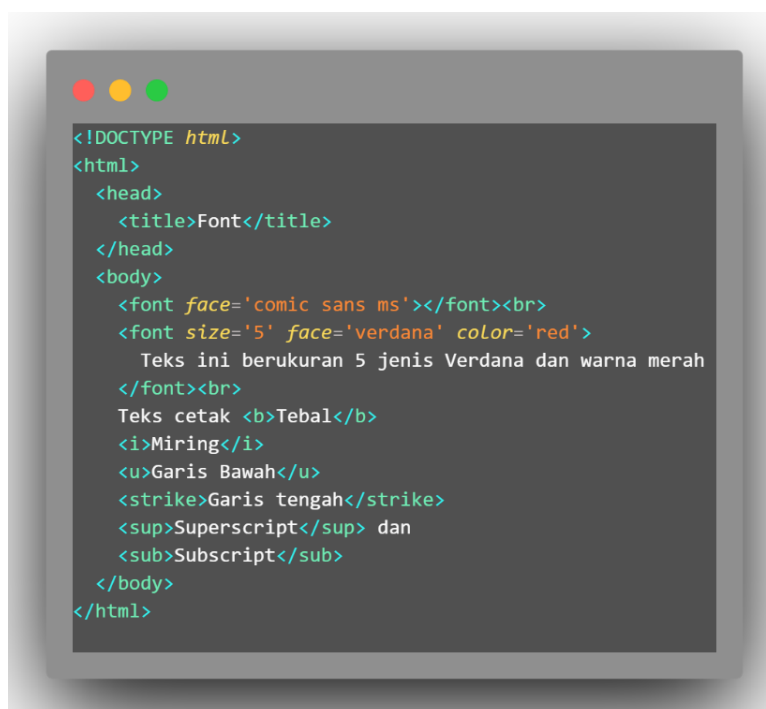 <!DOCTYPE html>
<html>
  <head>
    <title>Font</title>
  </head>
  <body>
    <font face='comic sans ms'></font><br>
    <font size='5' face='verdana' color='red'>
      Teks ini berukuran 5 jenis Verdana dan warna merah
    </font><br>
    Teks cetak <b>Tebal</b>
    <i>Miring</i>
    <u>Garis Bawah</u>
    <strike>Garis tengah</strike>
    <sup>Superscript</sup> dan
    <sub>Subscript</sub>
  </body>
</html>